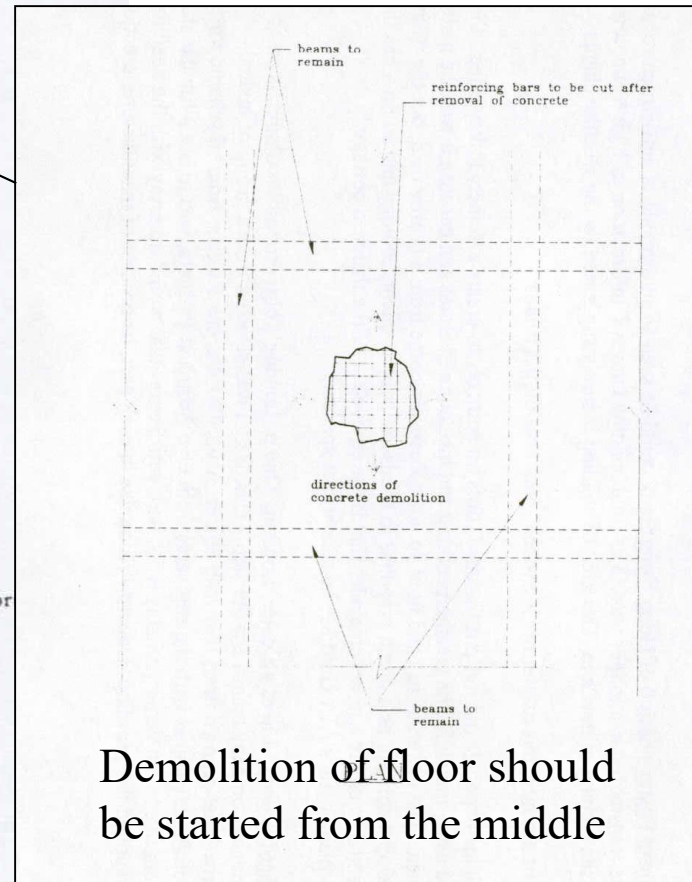 beams to
remain
reinforcing bars to be cut after
removal of concrete
directions of
concrete demolition
beams to
remain
PLAN
Demolition of floor should
be started from the middle